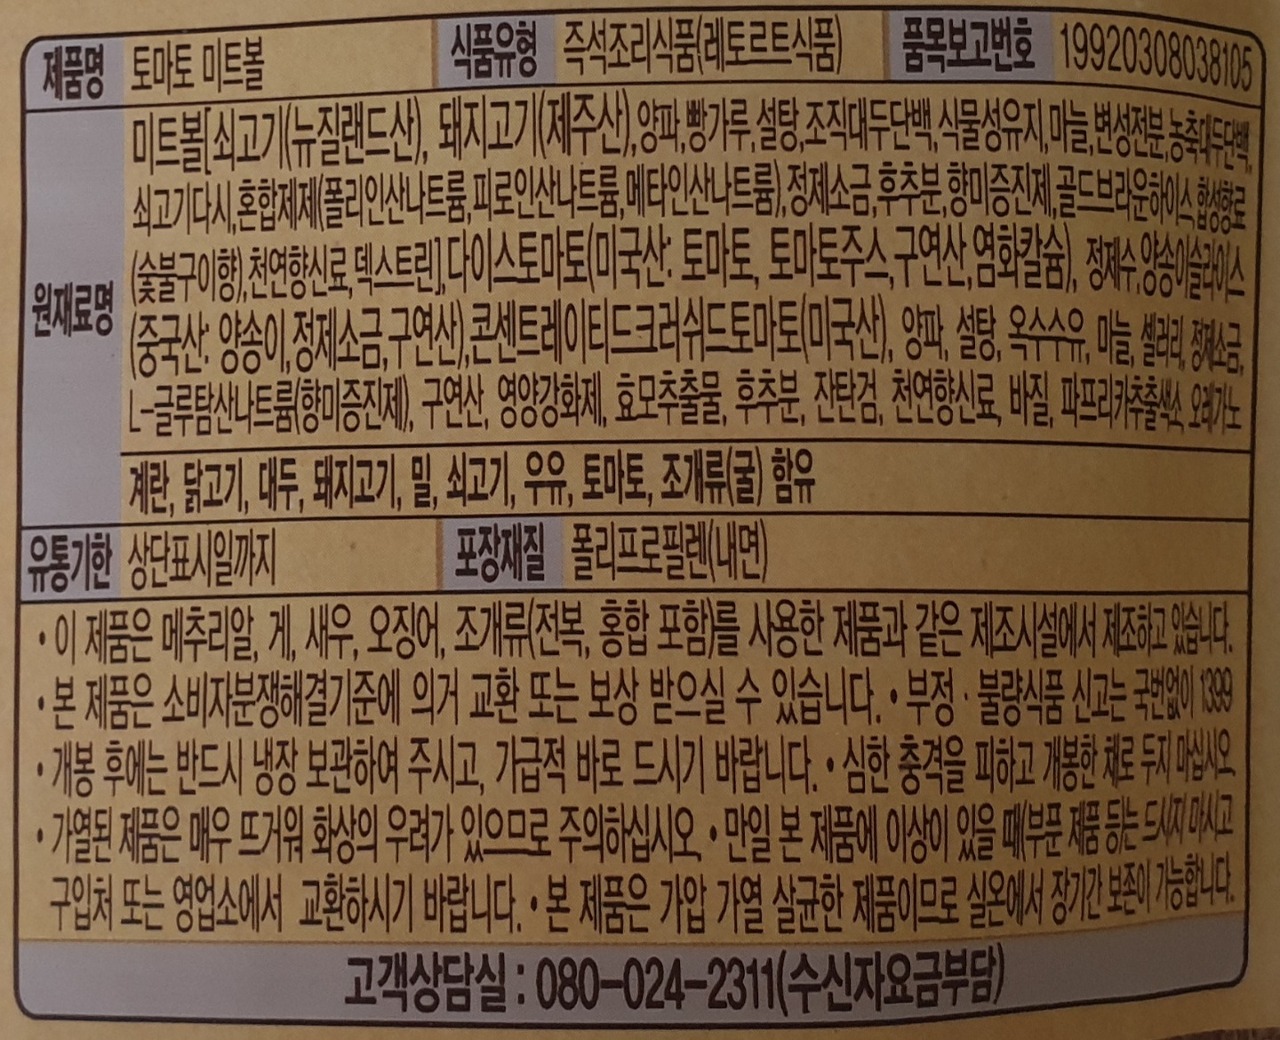 제품명 토마토 미트볼 식품유형 즉석조리식품(레토르트식품) 품목보고번호 19920308038105
원재료명
미트볼[쇠고기(뉴질랜드산), 돼지고기(제주산),양파,빵가루,설탕,조직대두단백,식물성유지,마늘,변성전분,농축대두단백,
쇠고기다시,혼합제제(폴리인산나트륨,피로인산나트륨,메타인산나트륨),정제소금,후추분,향미증진제,골드브라운하이스,합성향료
(숯불구이향),천연향신료,덱스트린],다이스토마토(미국산: 토마토, 토마토주스,구연산,염화칼슘), 정제수,양송이슬라이스
(중국산: 양송이,정제소금,구연산),콘센트레이티드크러쉬드토마토(미국산), 양파, 설탕, 옥수수유, 마늘, 셀러리, 정제소금,
L-글루탐산나트륨(향미증진제), 구연산, 영양강화제, 효모추출물, 후추분, 잔탄검, 천연향신료, 바질, 파프리카추출색소, 오레가노
계란, 닭고기, 대두, 돼지고기, 밀, 쇠고기, 우유, 토마토, 조개류(굴) 함유
유통기한 상단표시일까지 포장재질 폴리프로필렌(내면)
• 이 제품은 메추리알, 게, 새우, 오징어, 조개류(전복, 홍합 포함)를 사용한 제품과 같은 제조시설에서 제조하고 있습니다.
• 본 제품은 소비자분쟁해결기준에 의거 교환 또는 보상 받으실 수 있습니다. • 부정 · 불량식품 신고는 국번없이 1399
• 개봉 후에는 반드시 냉장 보관하여 주시고, 가급적 바로 드시기 바랍니다. • 심한 충격을 피하고 개봉한 채로 두지 마십시오.
• 가열된 제품은 매우 뜨거워 화상의 우려가 있으므로 주의하십시오. • 만일 본 제품에 이상이 있을 때(부푼 제품 등)는 드시지 마시고
구입처 또는 영업소에서 교환하시기 바랍니다. • 본 제품은 가압 가열 살균한 제품이므로 실온에서 장기간 보존이 가능합니다.
고객상담실 : 080-024-2311(수신자요금부담)